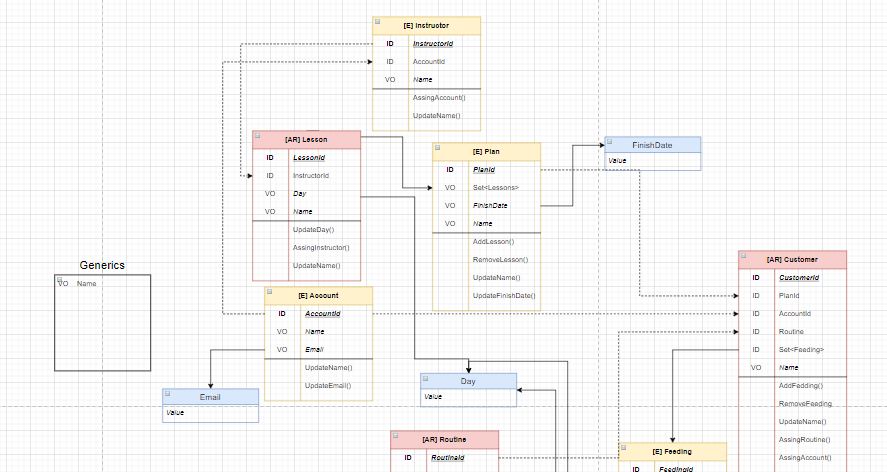 [E] Instructor
ID InstructorId
ID AccountId
VO Name
AssingAccount()
UpdateName()
[AR] Lesson
ID LessonId
ID InstructorId
VO Day
VO Name
UpdateDay()
AssingInstructor()
UpdateName()
[E] Plan
ID PlanId
VO Set<Lessons>
VO FinishDate
VO Name
AddLesson()
RemoveLesson()
UpdateName()
UpdateFinishDate()
FinishDate
Value
Generics
VO Name
[E] Account
ID AccountId
VO Name
VO Email
UpdateName()
UpdateEmail()
[AR] Customer
ID CustomerId
ID PlanId
ID AccountId
ID Routine
ID Set<Feeding>
VO Name
AddFedding()
RemoveFeeding
UpdateName()
AssingRoutine()
AssingAccount()
Email
Value
Day
Value
[AR] Routine
ID RoutineId
[E] Feeding
ID FeedingId